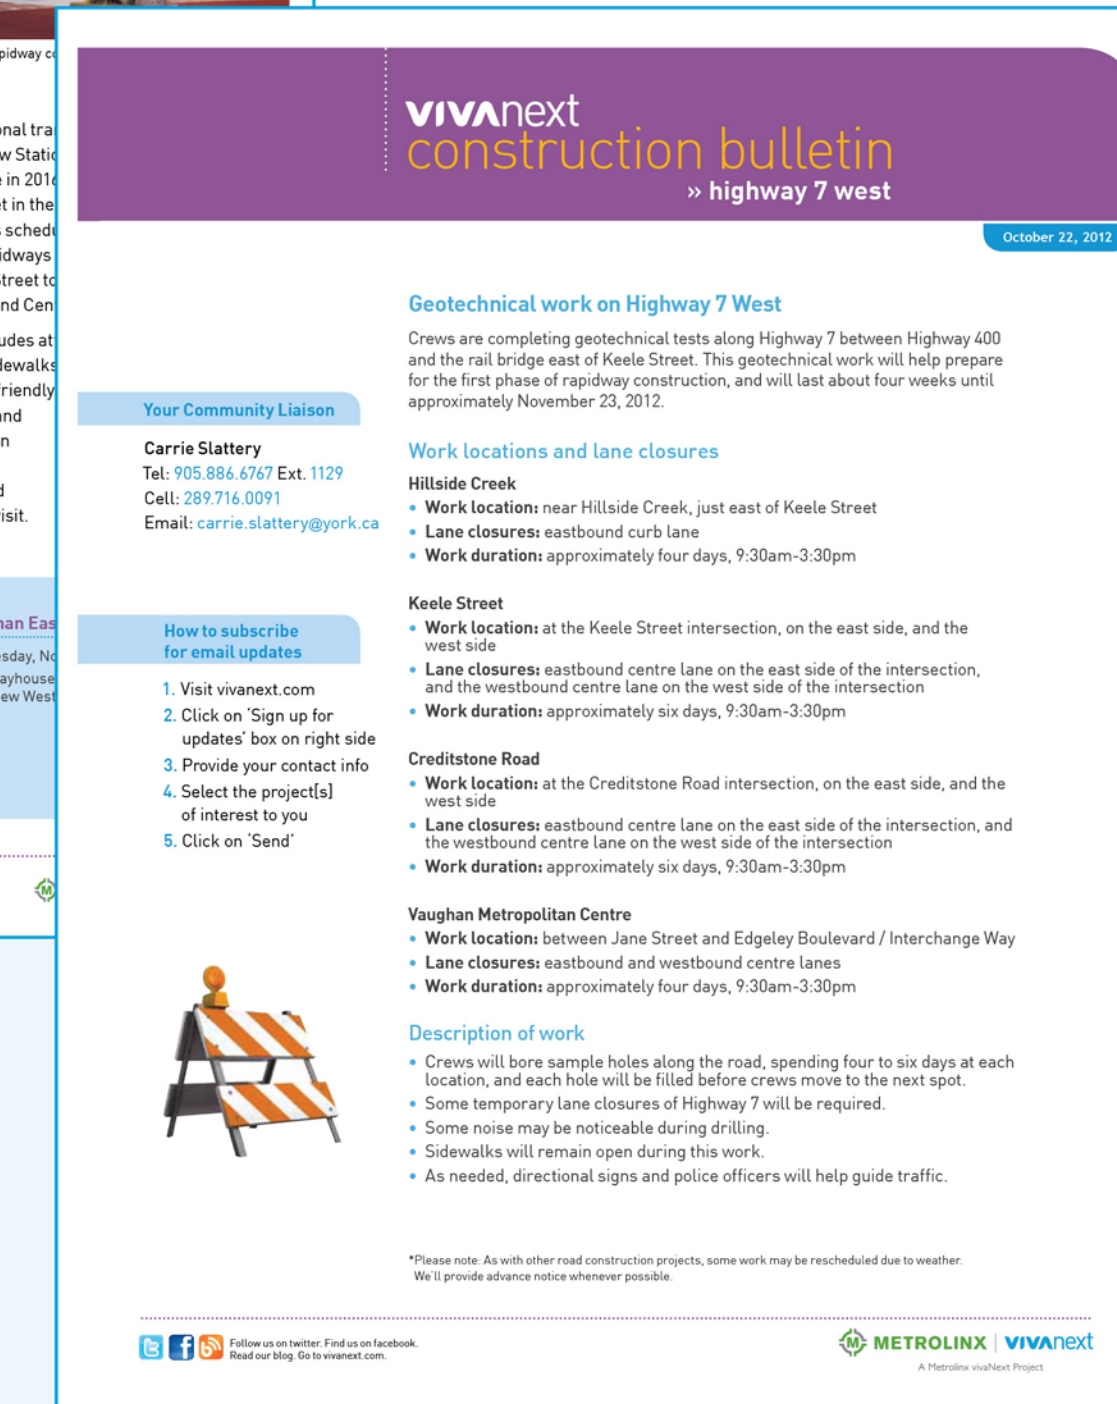 pidway
onal
in 2016
t in the
idways
udes at
and
isit.
vivanext
construction bulletin
» highway 7 west
October 22, 2012
Geotechnical work on Highway 7 West
Crews are completing geotechnical tests along Highway 7 between Highway 400
and the rail bridge east of Keele Street. This geotechnical work will help prepare
for the first phase of rapidway construction, and will last about four weeks until
approximately November 23, 2012.
Your Community Liaison
Carrie Slattery
Tel: 905.886.6767 Ext. 1129
Cell: 289.716.0091
Email: carrie.slattery@york.ca
How to subscribe
for email updates
1. Visit vivanext.com
2. Click on 'Sign up for
updates' box on right side
3. Provide your contact info
4. Select the project[s]
of interest to you
5. Click on 'Send'
Work locations and lane closures
Hillside Creek
• Work location: near Hillside Creek, just east of Keele Street
• Lane closures: eastbound curb lane
• Work duration: approximately four days, 9:30am-3:30pm
Keele Street
• Work location: at the Keele Street intersection, on the east side, and the
west side
• Lane closures: eastbound centre lane on the east side of the intersection,
and the westbound centre lane on the west side of the intersection
• Work duration: approximately six days, 9:30am-3:30pm
Creditstone Road
• Work location: at the Creditstone Road intersection, on the east side, and the
west side
• Lane closures: eastbound centre lane on the east side of the intersection, and
the westbound centre lane on the west side of the intersection
• Work duration: approximately six days, 9:30am-3:30pm
Vaughan Metropolitan Centre
• Work location: between Jane Street and Edgeley Boulevard / Interchange Way
• Lane closures: eastbound and westbound centre lanes
• Work duration: approximately four days, 9:30am-3:30pm
Description of work
• Crews will bore sample holes along the road, spending four to six days at each
location, and each hole will be filled before crews move to the next spot.
• Some temporary lane closures of Highway 7 will be required.
• Some noise may be noticeable during drilling.
• Sidewalks will remain open during this work.
• As needed, directional signs and police officers will help guide traffic.
*Please note: As with other road construction projects, some work may be rescheduled due to weather.
We'll provide advance notice whenever possible.
Follow us on twitter. Find us on facebook.
Read our blog. Go to vivanext.com.
METROLINX | vivanext
A Metrolinx vivaNext Project